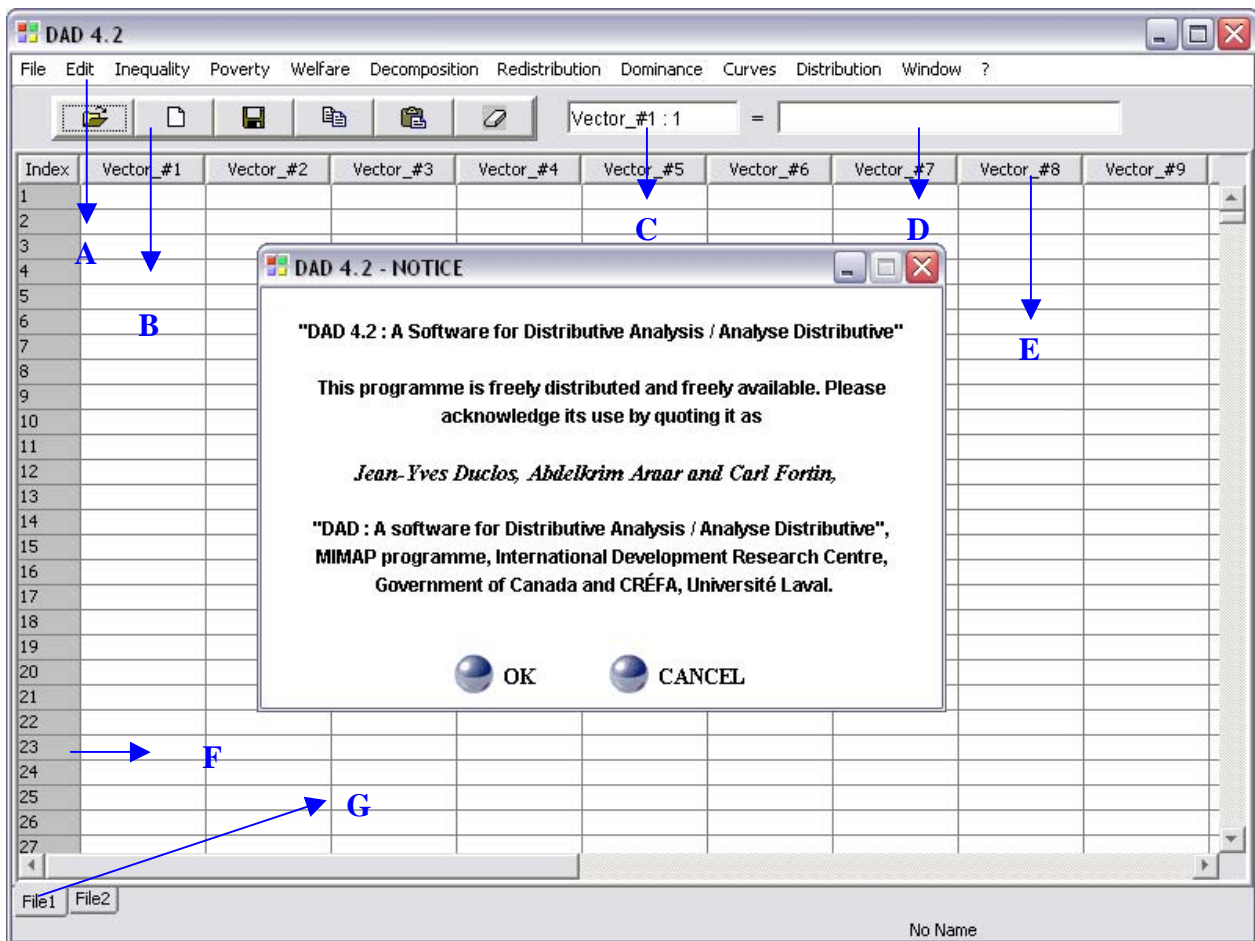 DAD 4.2
File Edit Inequality Poverty Welfare Decomposition Redistribution Dominance Curves Distribution Window ?
Vector_#1 : 1 =
Index Vector_#1 Vector_#2 Vector_#3 Vector_#4 Vector_#5 Vector_#6 Vector_#7 Vector_#8 Vector_#9
1
2
C D
3
A
4
DAD 4.2 - NOTICE
5
6
B
"DAD 4.2 : A Software for Distributive Analysis / Analyse Distributive"
7
E
8
This programme is freely distributed and freely available. Please
9
acknowledge its use by quoting it as
10
11
12
Jean-Yves Duclos, Abdelkrim Araar and Carl Fortin,
13
14
"DAD : A software for Distributive Analysis / Analyse Distributive",
15
MIMAP programme, International Development Research Centre,
16
Government of Canada and CRÉFA, Université Laval.
17
18
19
20
OK CANCEL
21
22
23
F
24
25
G
26
27
File1 File2
No Name